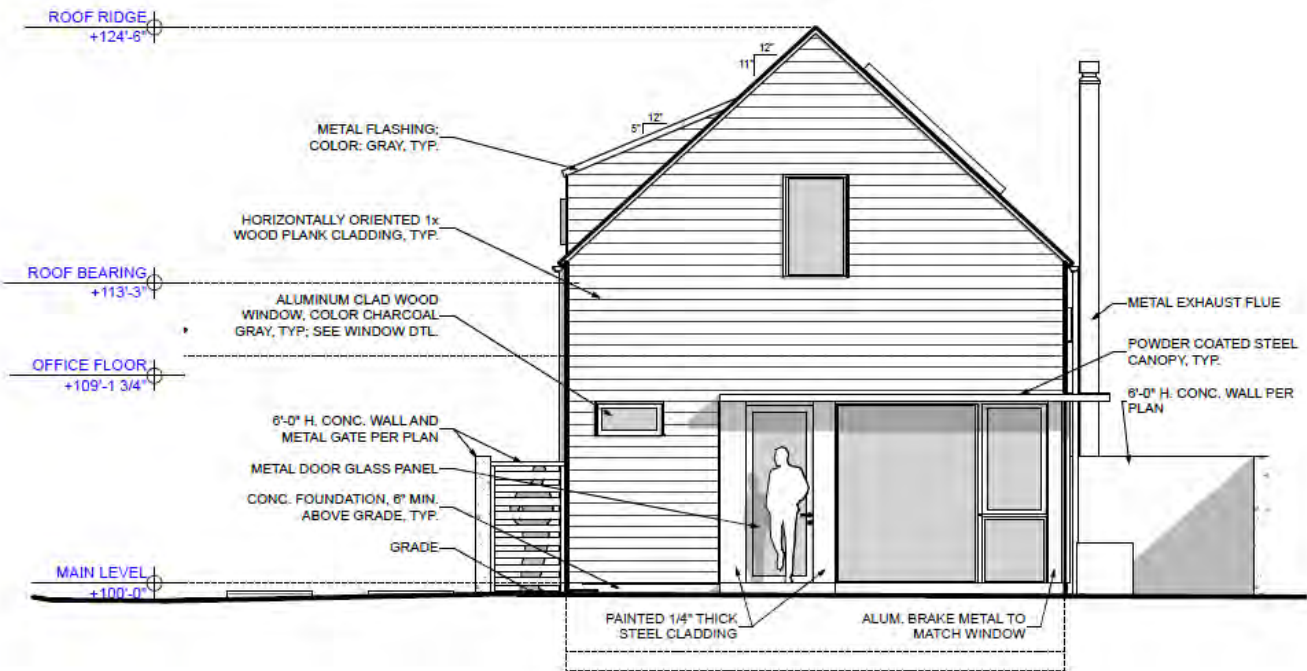 ROOF RIDGE
+124'-6"
12"
11"
12"
5"
METAL FLASHING;
COLOR: GRAY, TYP.
HORIZONTALLY ORIENTED 1x
WOOD PLANK CLADDING, TYP.
ROOF BEARING
+113'-3"
ALUMINUM CLAD WOOD
WINDOW, COLOR CHARCOAL
GRAY, TYP; SEE WINDOW DTL.
METAL EXHAUST FLUE
POWDER COATED STEEL
CANOPY, TYP.
OFFICE FLOOR
+109'-1 3/4"
6'-0" H. CONC. WALL PER
PLAN
6'-0" H. CONC. WALL AND
METAL GATE PER PLAN
METAL DOOR GLASS PANEL
CONC. FOUNDATION, 6" MIN.
ABOVE GRADE, TYP.
GRADE
MAIN LEVEL
+100'-0"
PAINTED 1/4" THICK
STEEL CLADDING
ALUM. BRAKE METAL TO
MATCH WINDOW